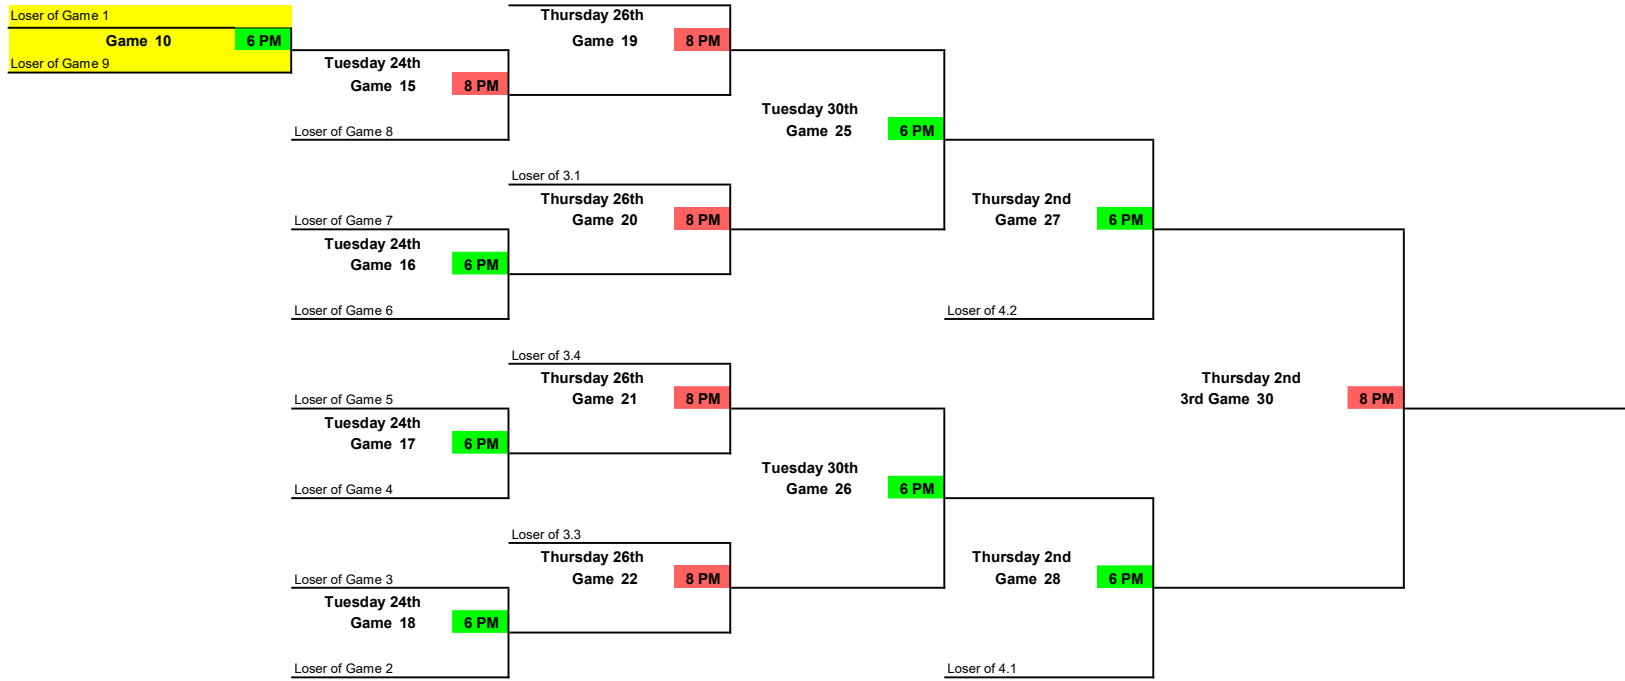 Loser of Game 1
Game 10 6 PM
Loser of Game 9
Tuesday 24th
Game 15 8 PM
Loser of Game 8
Loser of Game 7
Tuesday 24th
Game 16 6 PM
Loser of Game 6
Loser of Game 5
Tuesday 24th
Game 17 6 PM
Loser of Game 4
Loser of Game 3
Tuesday 24th
Game 18 6 PM
Loser of Game 2
Thursday 26th
Game 19 8 PM
Loser of 3.1
Thursday 26th
Game 20 8 PM
Loser of 3.4
Thursday 26th
Game 21 8 PM
Loser of 3.3
Thursday 26th
Game 22 8 PM
Tuesday 30th
Game 25 6 PM
Tuesday 30th
Game 26 6 PM
Thursday 2nd
Game 27 6 PM
Loser of 4.2
Thursday 2nd
Game 28 6 PM
Loser of 4.1
Thursday 2nd
3rd Game 30 8 PM